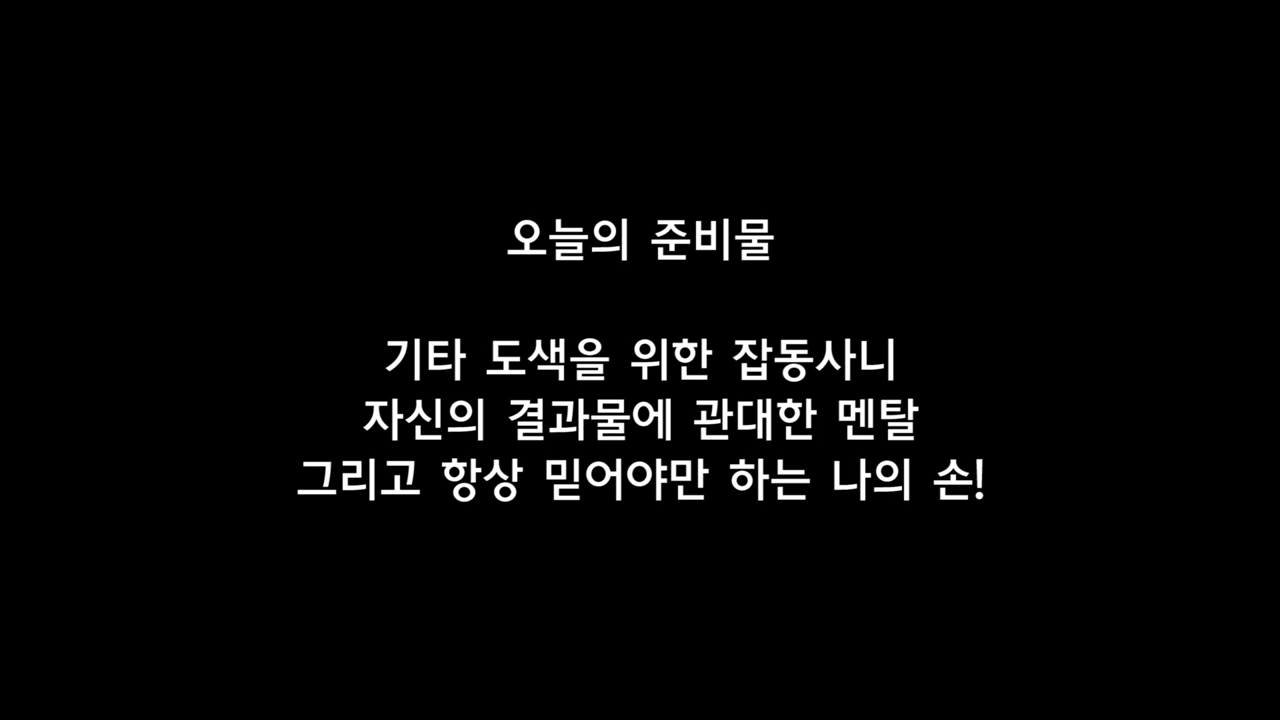 오늘의 준비물
기타 도색을 위한 잡동사니
자신의 결과물에 관대한 멘탈
그리고 항상 믿어야만 하는 나의 손!